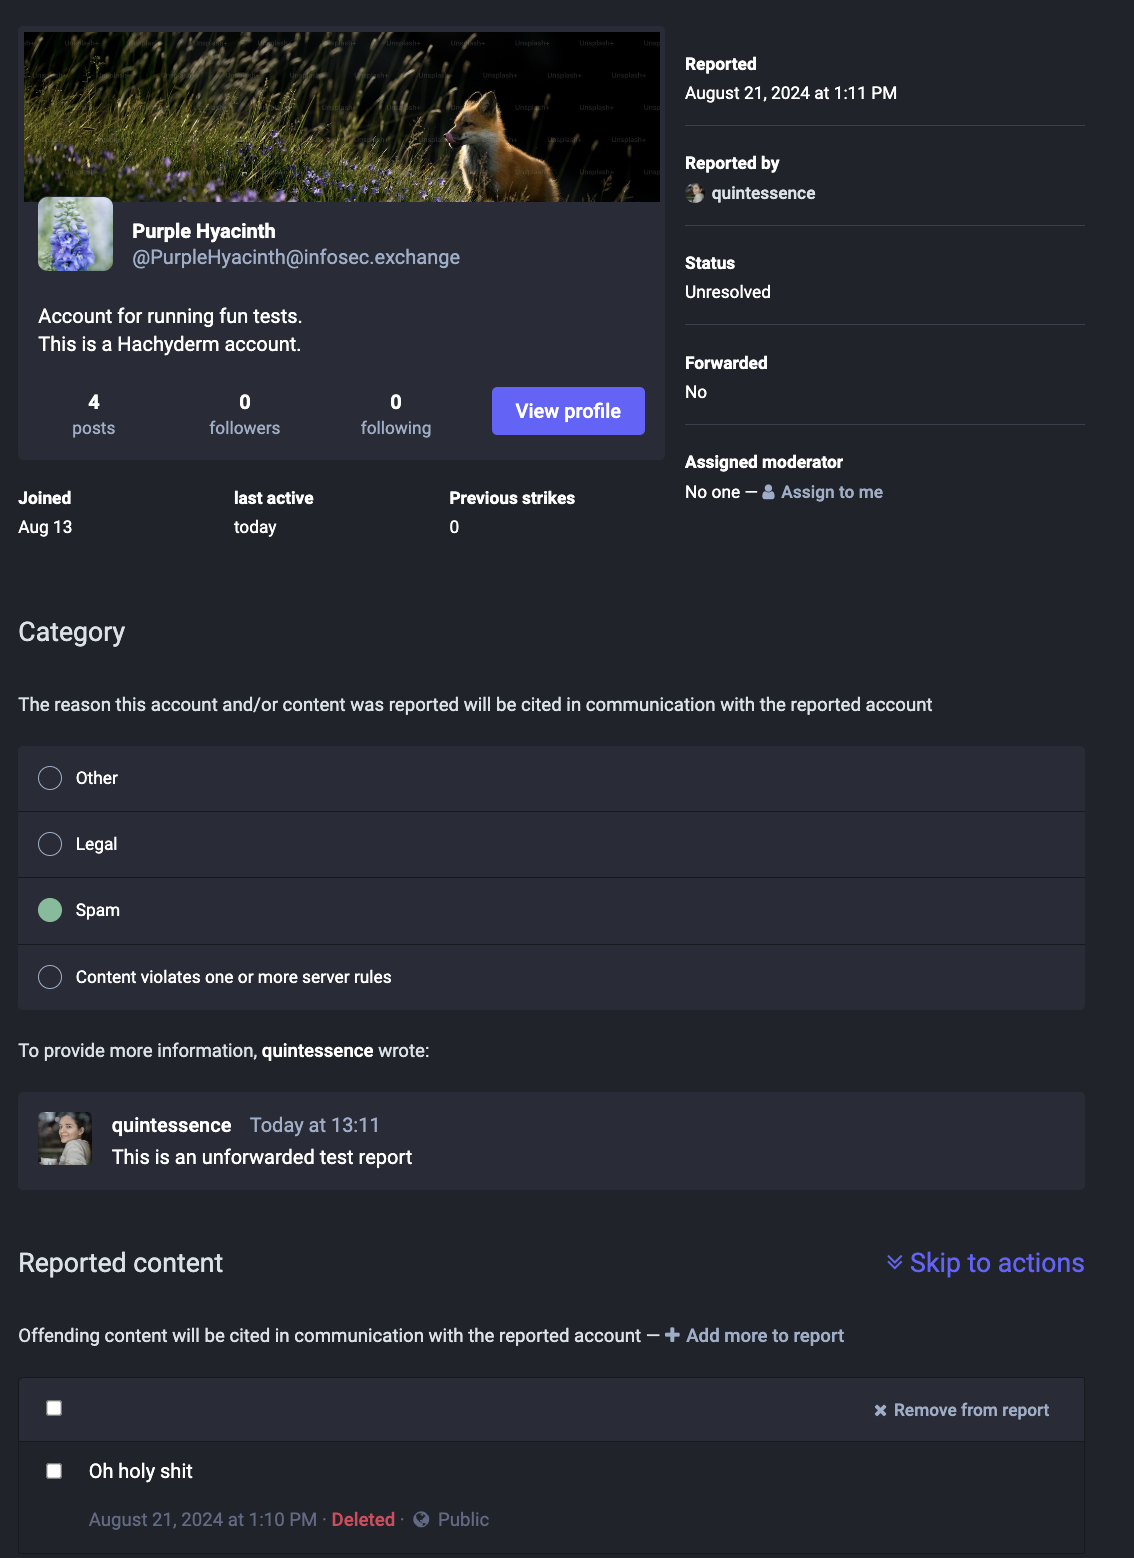 Unsplash+
Purple Hyacinth
@PurpleHyacinth@infosec.exchange
Account for running fun tests.
This is a Hachyderm account.
4
posts
0
followers
0
following
View profile
Joined
Aug 13
last active
today
Previous strikes
0
Reported
August 21, 2024 at 1:11 PM
Reported by
quintessence
Status
Unresolved
Forwarded
No
Assigned moderator
No one — Assign to me
Category
The reason this account and/or content was reported will be cited in communication with the reported account
Other
Legal
Spam
Content violates one or more server rules
To provide more information, quintessence wrote:
quintessence Today at 13:11
This is an unforwarded test report
Reported content
Skip to actions
Offending content will be cited in communication with the reported account — Add more to report
Remove from report
Oh holy shit
August 21, 2024 at 1:10 PM · Deleted · Public